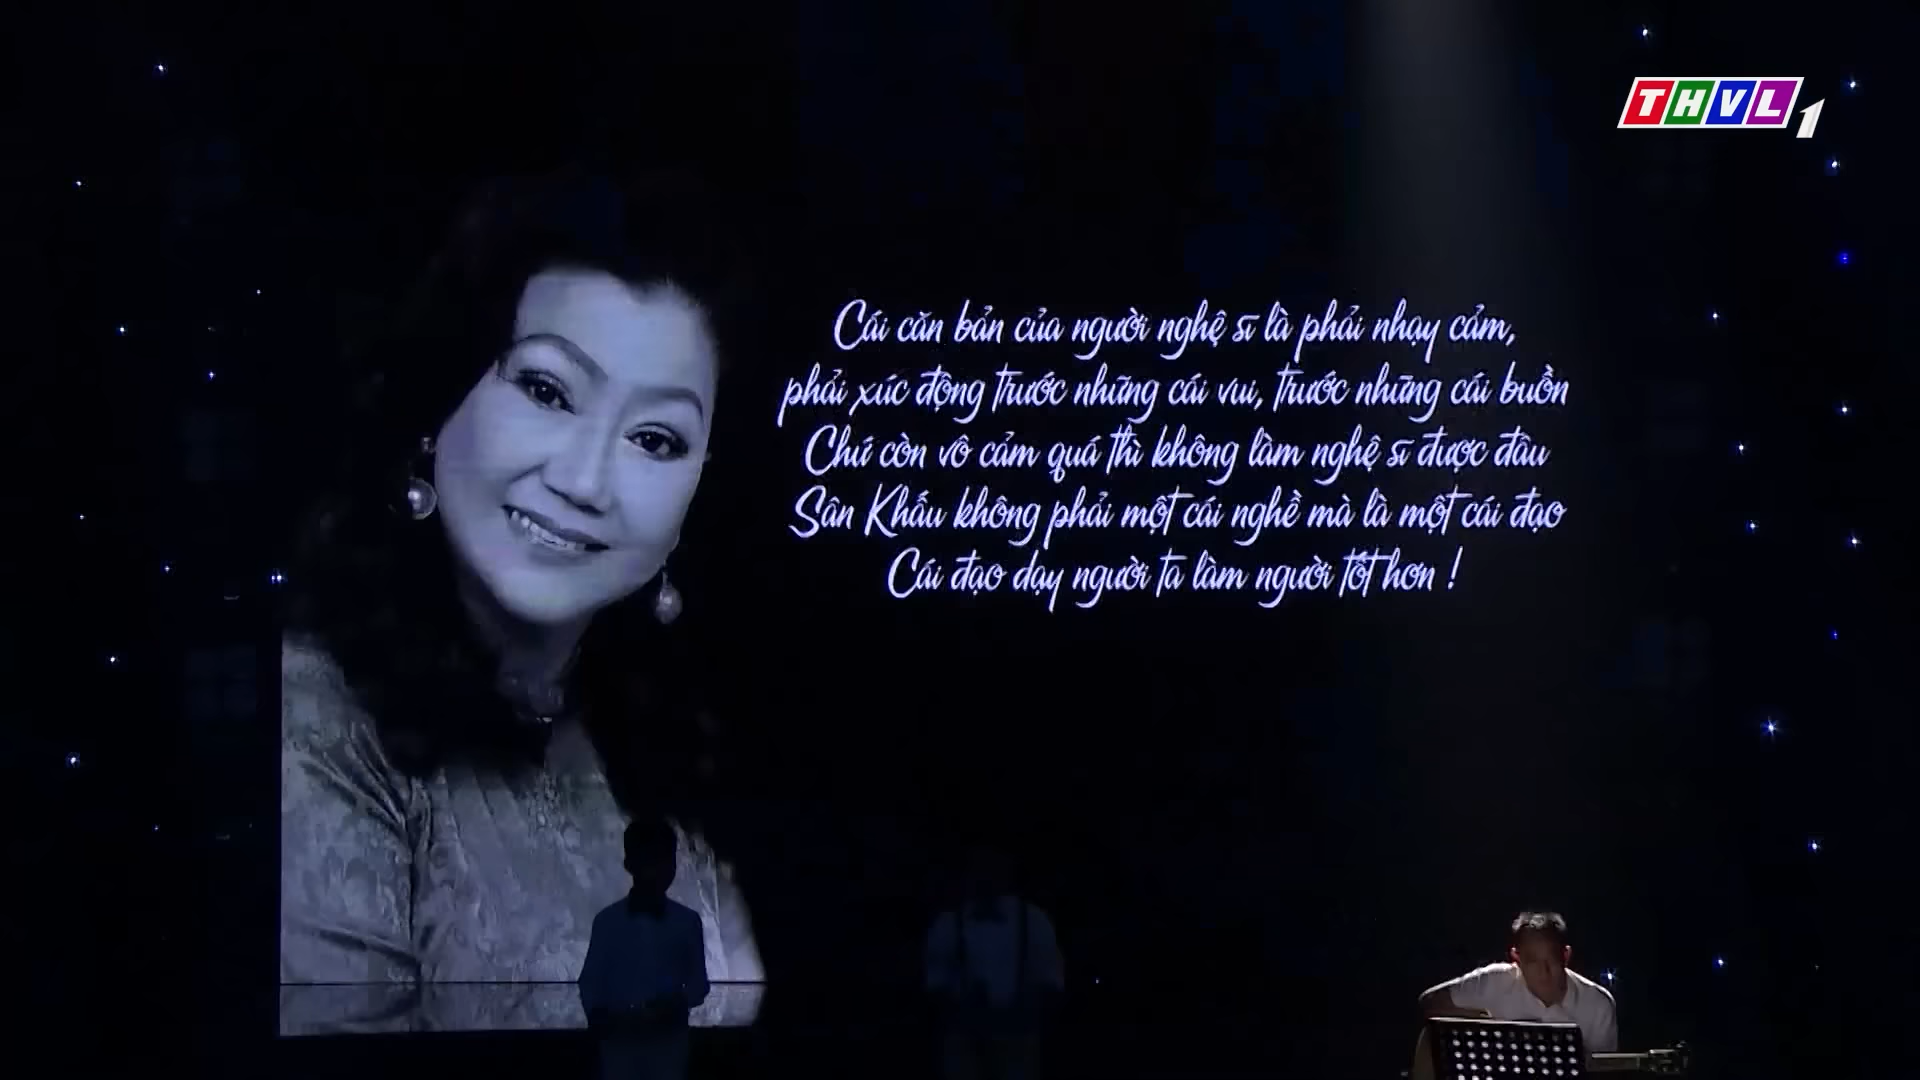 THVL1
Cái căn bản của người nghệ sĩ là phải nhạy cảm,
phải xúc động trước những cái vui, trước những cái buồn
Chứ còn vô cảm quá thì không làm nghệ sĩ được đâu
Sân Khấu không phải một cái nghề mà là một cái đạo
Cái đạo dạy người ta làm người tốt hơn !